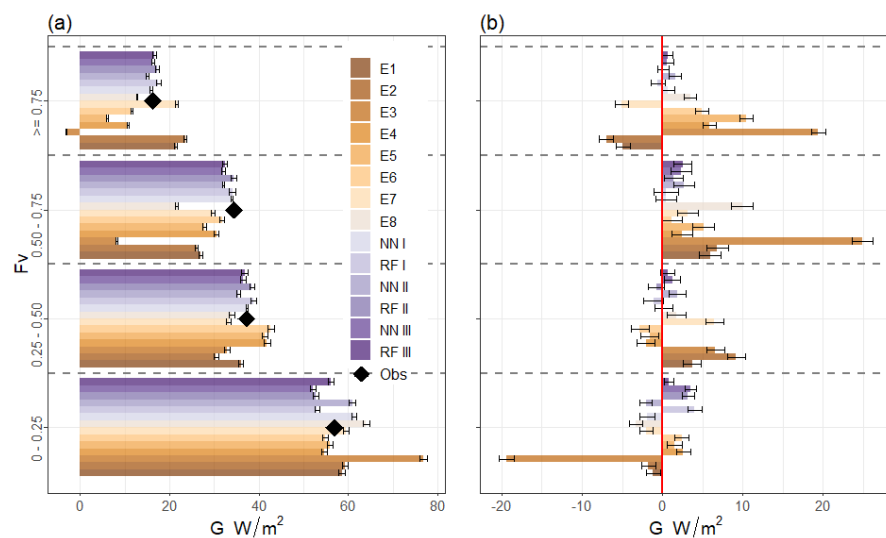 (a)
(b)
Fv
>= 0.75
0.50 - 0.75
0.25 - 0.50
0 - 0.25
E1
E2
E3
E4
E5
E6
E7
E8
NN I
RF I
NN II
RF II
NN III
RF III
Obs
0 20 40 60 80
G W/m²
-20 -10 0 10 20
G W/m²